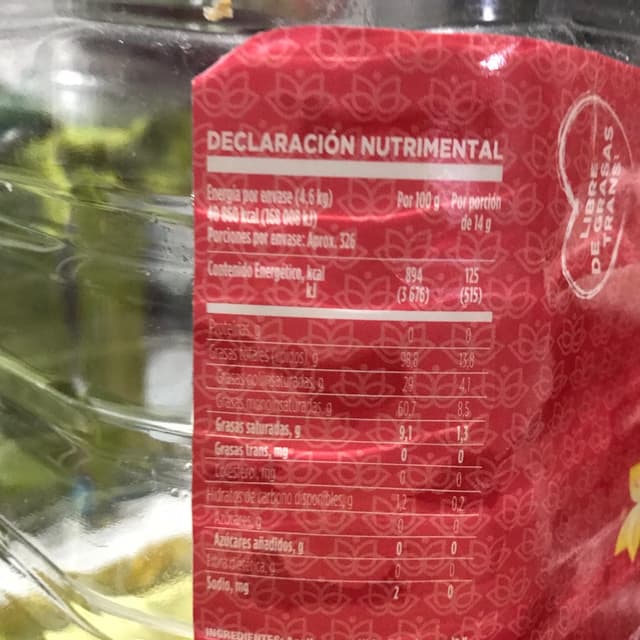 DECLARACIÓN NUTRIMENTAL
Energía por envase (4.6 kg) Por 100 g Por porción
kcal (168 008 kJ) de 14 g
Porciones por envase: Aprox. 326
Contenido Energético, kcal 894 125
kJ (3 676) (515)
Proteínas, g 0 0
Grasas totales (lípidos), g 98,8 13,8
Grasas poliinsaturadas, g 29 4,1
Grasas monoinsaturadas, g 60,7 8,5
Grasas saturadas, g 9,1 1,3
Grasas trans, mg 0 0
Colesterol, mg 0 0
Hidratos de carbono disponibles, g 1,2 0,2
Azúcares, g 0 0
Azúcares añadidos, g 0 0
Fibra dietética, g 0 0
Sodio, mg 2 0
LIBRE
DE GRASAS
TRANS